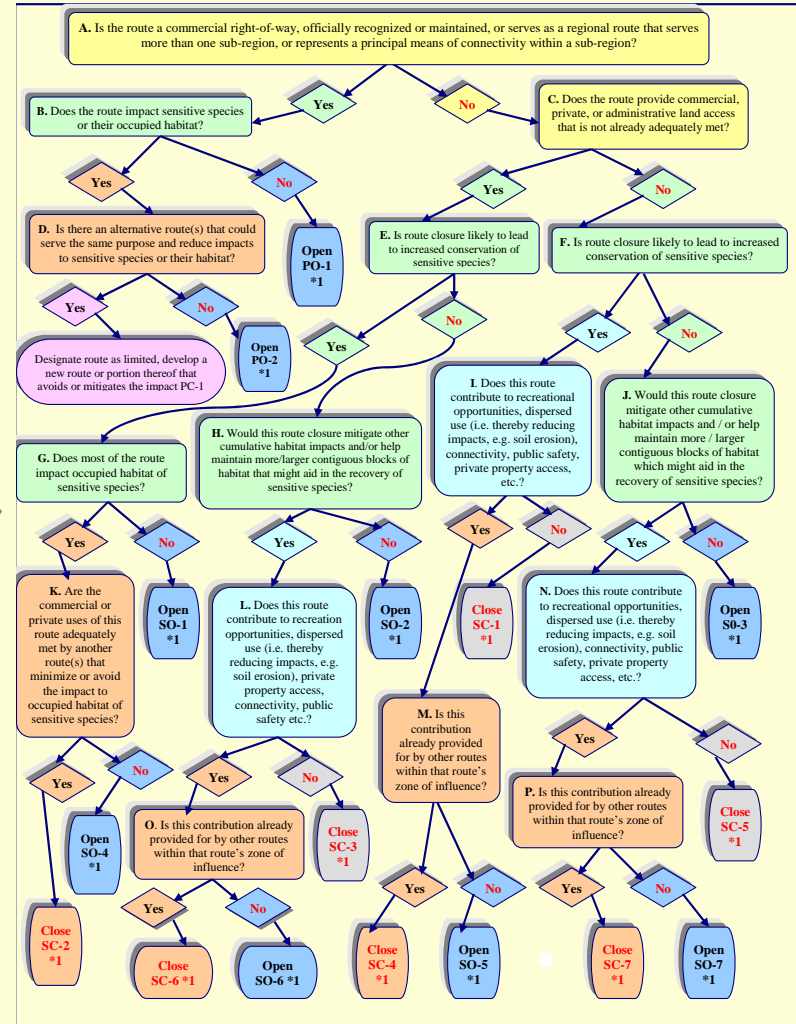 A. Is the route a commercial right-of-way, officially recognized or maintained, or serves as a regional route that serves
more than one sub-region, or represents a principal means of connectivity within a sub-region?
Yes
No
B. Does the route impact sensitive species
or their occupied habitat?
C. Does the route provide commercial,
private, or administrative land access
that is not already adequately met?
Yes
No
Yes
No
D. Is there an alternative route(s) that could
serve the same purpose and reduce impacts
to sensitive species or their habitat?
Open
PO-1
*1
E. Is route closure likely to lead
to increased conservation of
sensitive species?
F. Is route closure likely to lead to increased
conservation of sensitive species?
Yes
No
Yes
No
Yes
No
Designate route as limited, develop a
new route or portion thereof that
avoids or mitigates the impact PC-1
Open
PO-2
*1
G. Does most of the route
impact occupied habitat of
sensitive species?
H. Would this route closure mitigate other
cumulative habitat impacts and/or help
maintain more/larger contiguous blocks of
habitat that might aid in the recovery of
sensitive species?
I. Does this route
contribute to recreational
opportunities, dispersed
use (i.e. thereby reducing
impacts, e.g. soil erosion),
connectivity, public safety,
private property access,
etc.?
J. Would this route closure
mitigate other cumulative
habitat impacts and / or help
maintain more / larger
contiguous blocks of habitat
which might aid in the
recovery of sensitive species?
Yes
No
Yes
No
Yes
No
Yes
No
K. Are the
commercial or
private uses of this
route adequately
met by another
route(s) that
minimize or avoid
the impact to
occupied habitat of
sensitive species?
Open
SO-1
*1
L. Does this route
contribute to recreation
opportunities, dispersed
use (i.e. thereby
reducing impacts, e.g.
soil erosion), private
property access,
connectivity, public
safety etc.?
Open
SO-2
*1
Close
SC-1
*1
N. Does this route contribute
to recreational opportunities,
dispersed use (i.e. thereby
reducing impacts, e.g. soil
erosion), connectivity, public
safety, private property
access, etc.?
Open
S0-3
*1
M. Is this
contribution
already provided
for by other routes
within that route's
zone of influence?
Yes
No
Yes
No
Yes
No
Open
SO-4
*1
O. Is this contribution already
provided for by other routes
within that route's zone of
influence?
Close
SC-3
*1
P. Is this contribution already
provided for by other routes
within that route's zone of
influence?
Close
SC-5
*1
Yes
No
Yes
No
Yes
No
Close
SC-2
*1
Close
SC-6 *1
Open
SO-6 *1
Close
SC-4
*1
Open
SO-5
*1
Close
SC-7
*1
Open
SO-7
*1